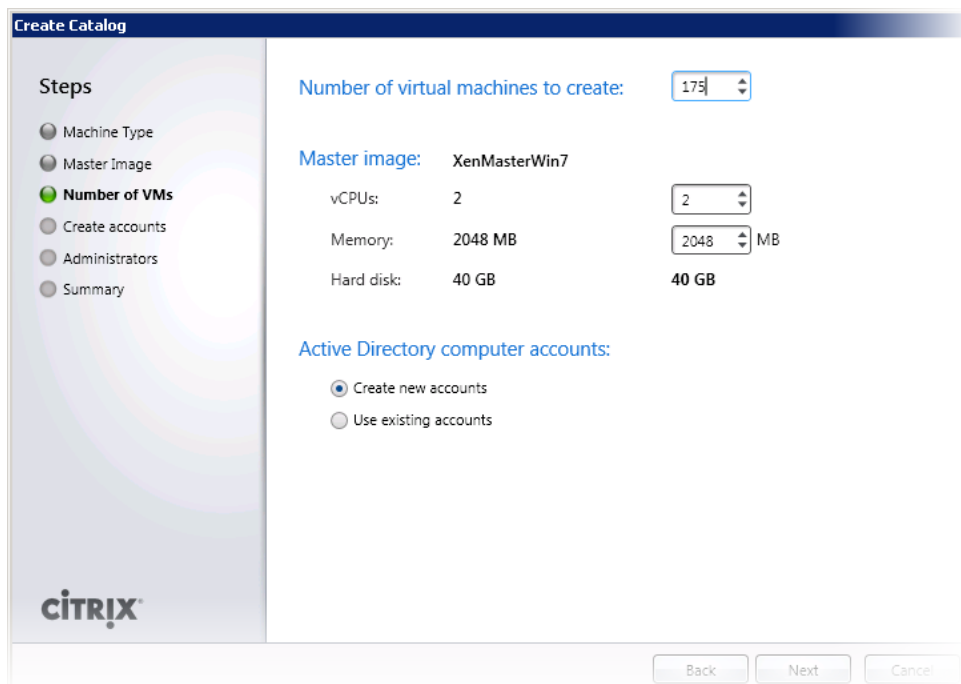 Create Catalog
Steps
Machine Type
Master Image
Number of VMs
Create accounts
Administrators
Summary
CITRIX
Number of virtual machines to create: 175
Master image: XenMasterWin7
vCPUs: 2 2
Memory: 2048 MB 2048 MB
Hard disk: 40 GB 40 GB
Active Directory computer accounts:
Create new accounts
Use existing accounts
Back Next Cancel